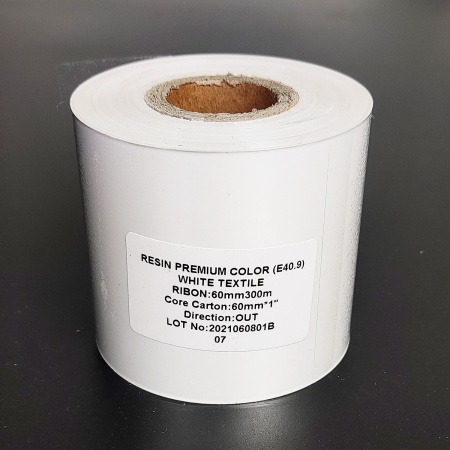 RESIN PREMIUM COLOR (E40.9)
WHITE TEXTILE
RIBON:60mm300m
Core Carton:60mm*1"
Direction:OUT
LOT No:2021060801B
07